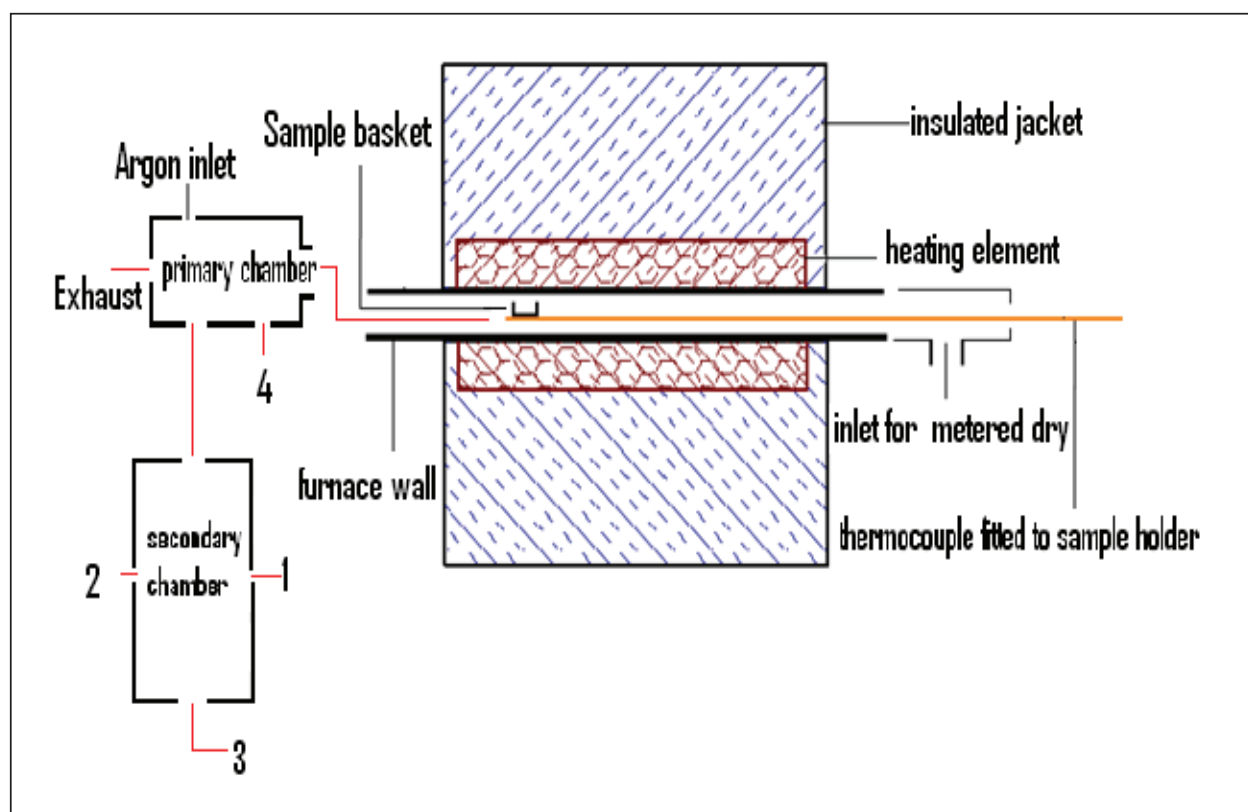 insulated jacket
Sample basket
Argon inlet
heating element
primary chamber
Exhaust
4
inlet for metered dry
furnace wall
thermocouple fitted to sample holder
secondary
chamber
2
1
3